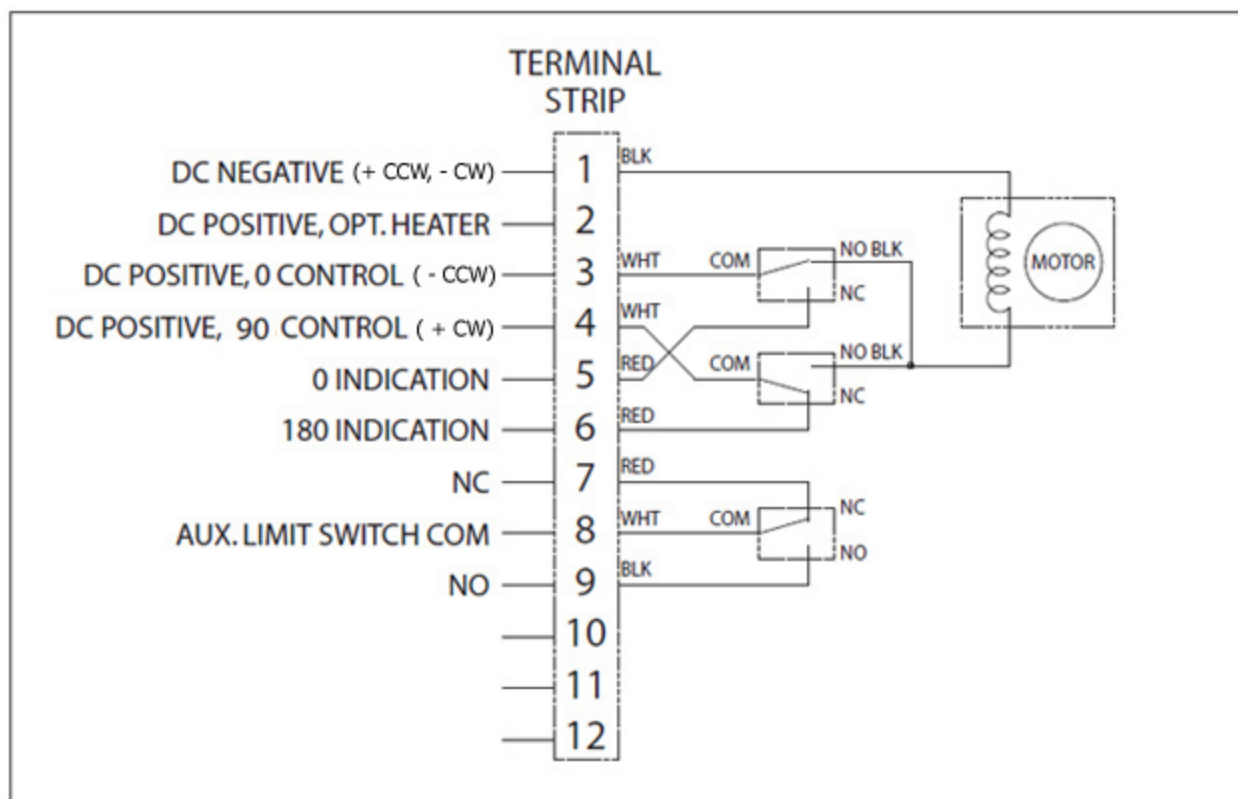 TERMINAL
STRIP
DC NEGATIVE (+ CCW, - CW) 1 BLK
DC POSITIVE, OPT. HEATER 2
DC POSITIVE, 0 CONTROL ( - CCW) 3 WHT COM NO BLK
NC
MOTOR
DC POSITIVE, 90 CONTROL ( + CW) 4 WHT
0 INDICATION 5 RED COM NO BLK
NC
180 INDICATION 6 RED
NC 7 RED
AUX. LIMIT SWITCH COM 8 WHT COM NC
NO
NO 9 BLK
10
11
12